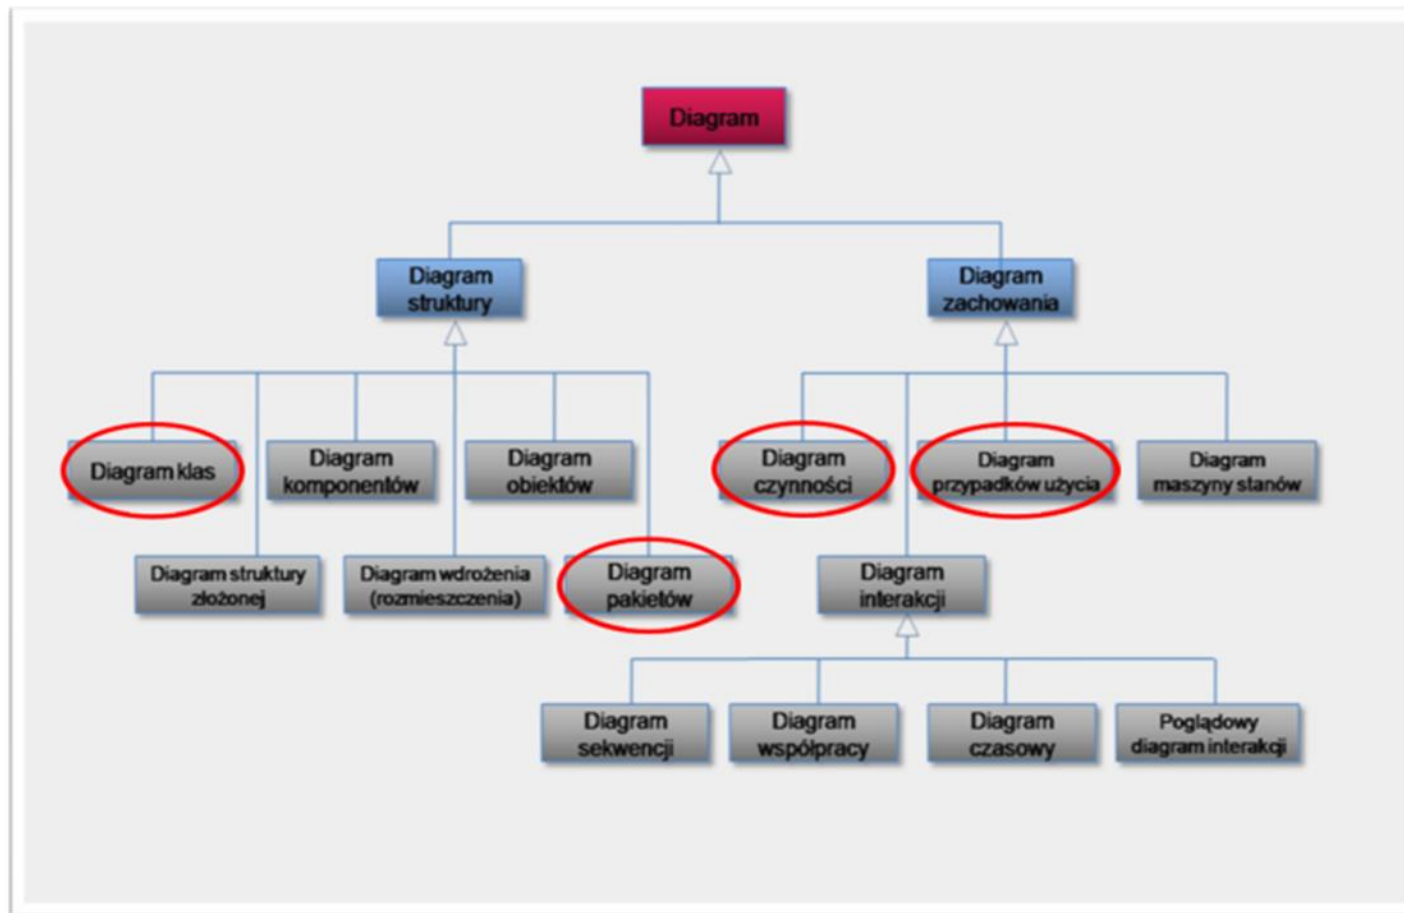 Diagram
Diagram
struktury
Diagram
zachowania
Diagram klas
Diagram
komponentów
Diagram
obiektów
Diagram
czynności
Diagram
przypadków użycia
Diagram
maszyny stanów
Diagram struktury
złożonej
Diagram wdrożenia
(rozmieszczenia)
Diagram
pakietów
Diagram
interakcji
Diagram
sekwencji
Diagram
współpracy
Diagram
czasowy
Poglądowy
diagram interakcji